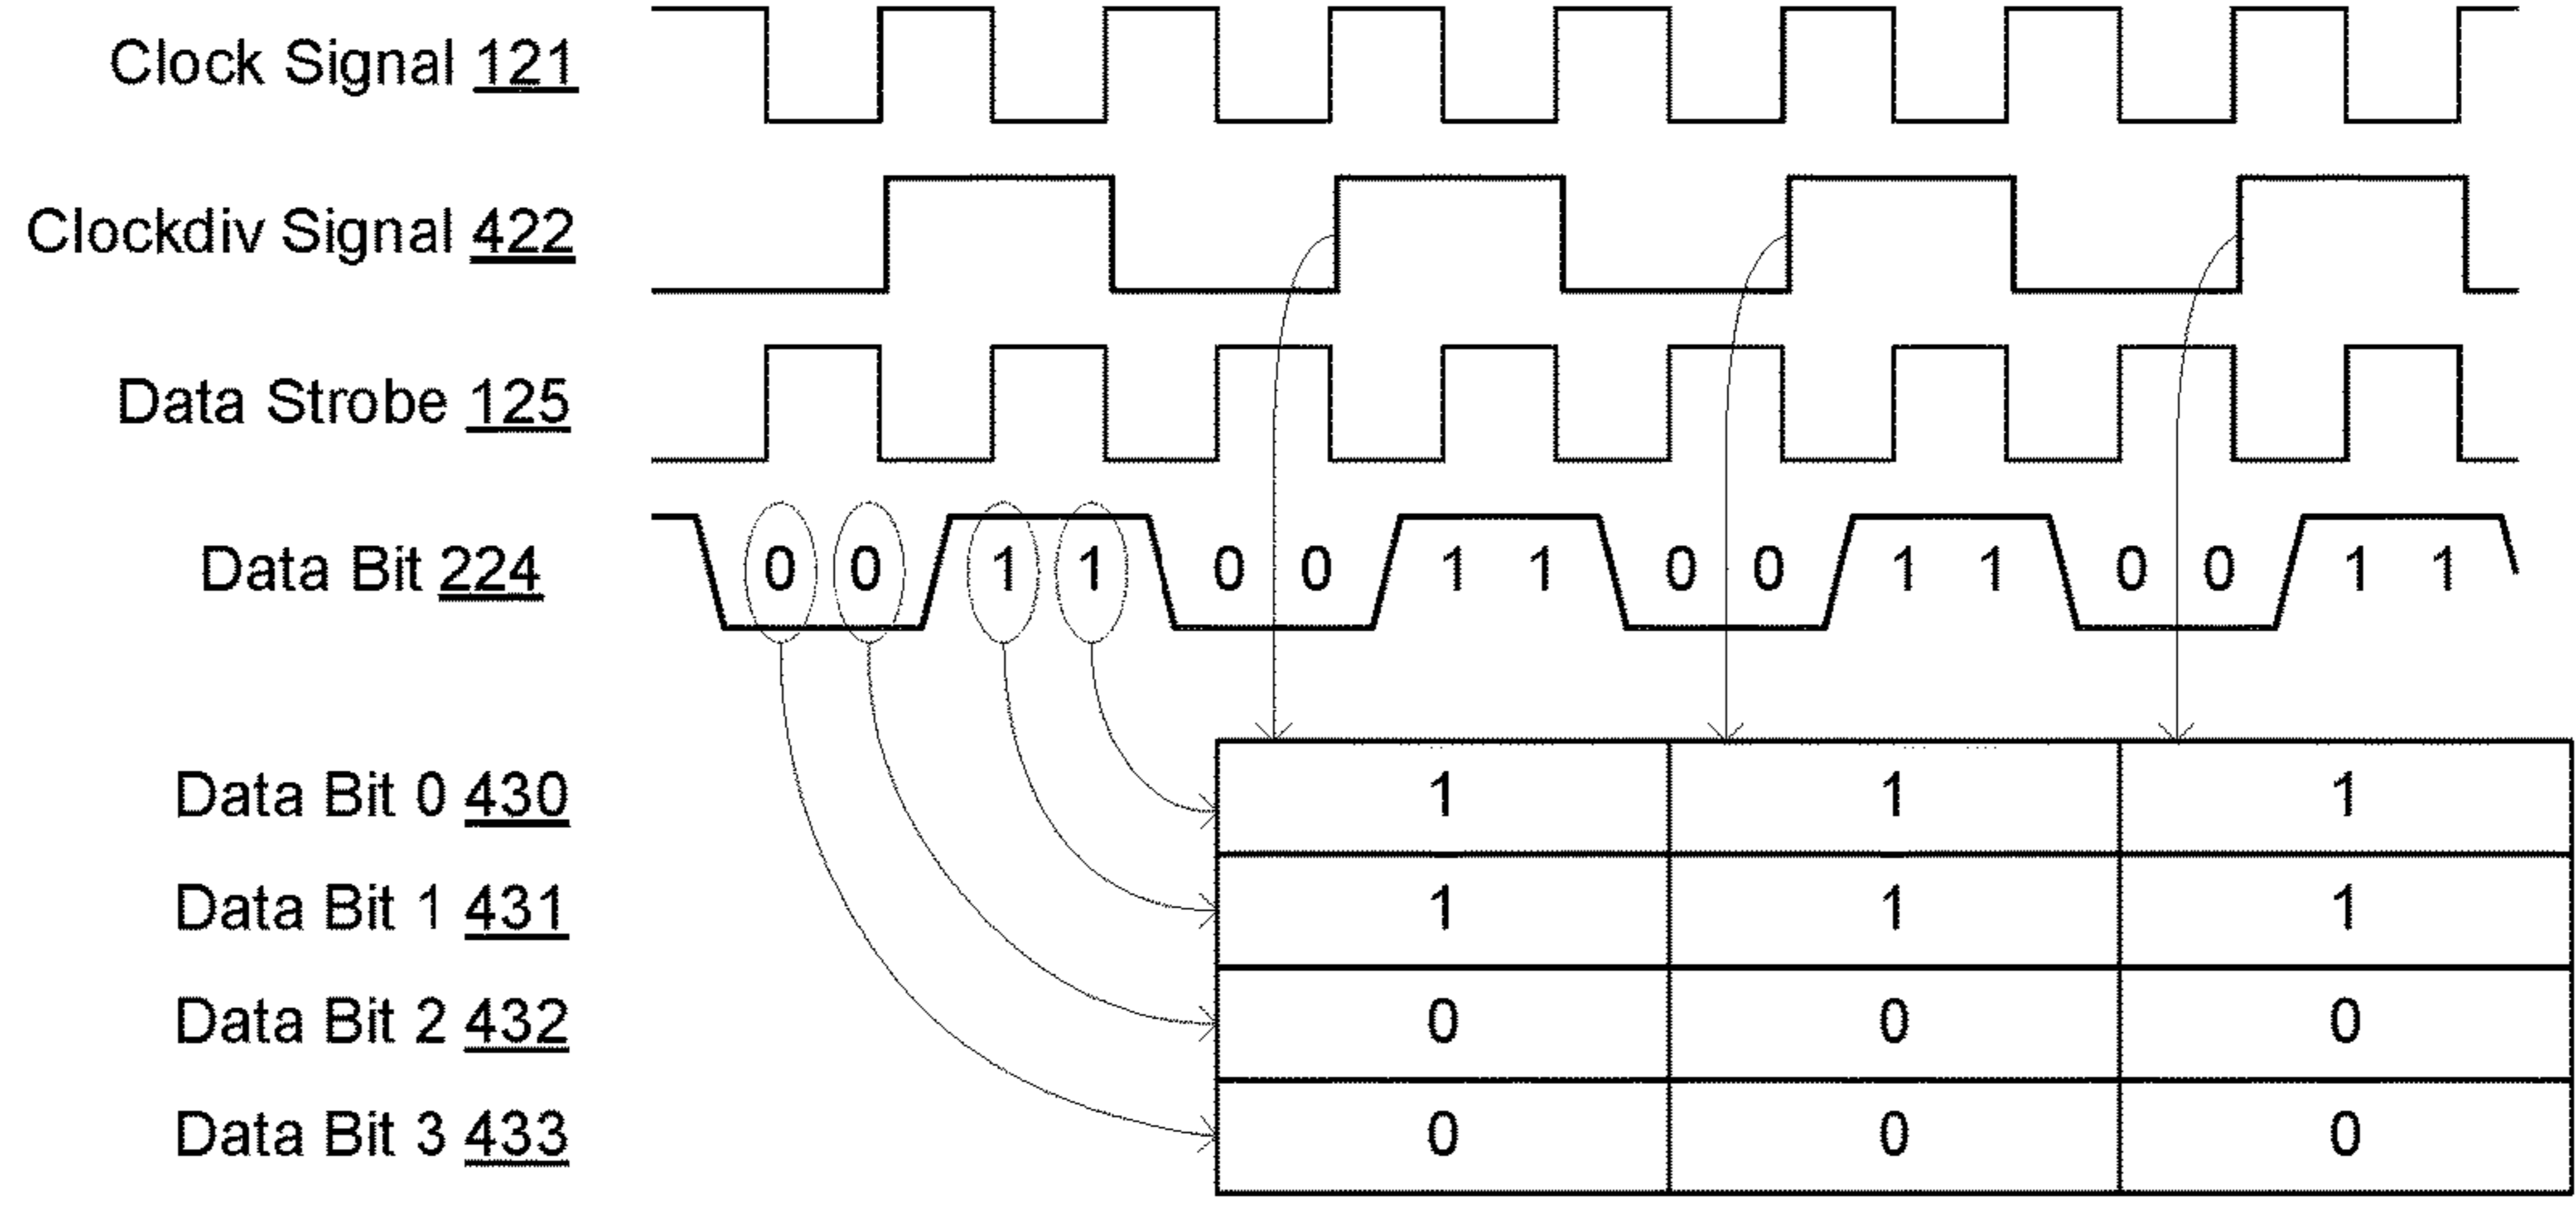 Clock Signal 121
Clockdiv Signal 422
Data Strobe 125
Data Bit 224 0 0 1 1 0 0 1 1 0 0 1 1 0 0 1 1
Data Bit 0 430 1 1 1
Data Bit 1 431 1 1 1
Data Bit 2 432 0 0 0
Data Bit 3 433 0 0 0